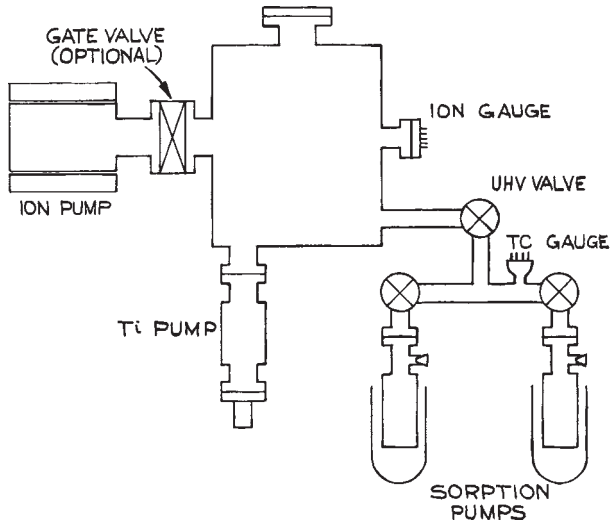 GATE VALVE
(OPTIONAL)
ION GAUGE
UHV VALVE
ION PUMP
TC GAUGE
Ti PUMP
SORPTION
PUMPS